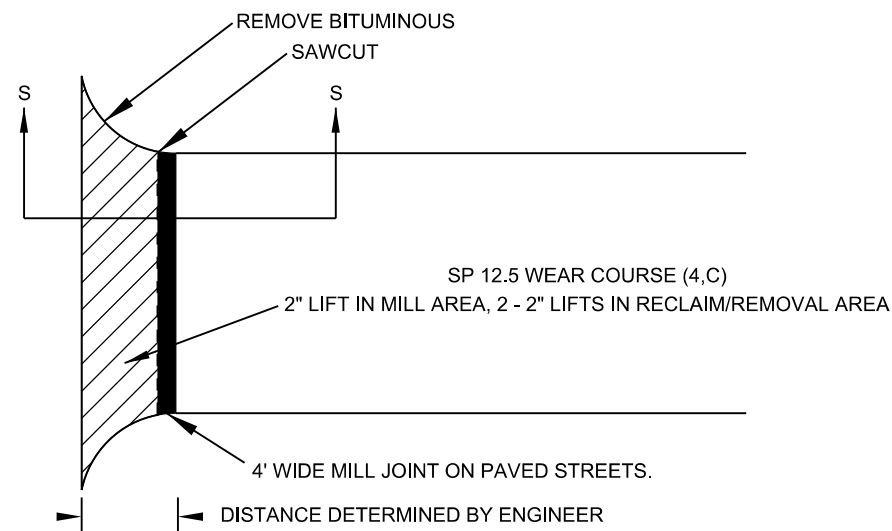 REMOVE BITUMINOUS
SAWCUT
S
S
SP 12.5 WEAR COURSE (4,C)
2" LIFT IN MILL AREA, 2 - 2" LIFTS IN RECLAIM/REMOVAL AREA
4' WIDE MILL JOINT ON PAVED STREETS.
DISTANCE DETERMINED BY ENGINEER